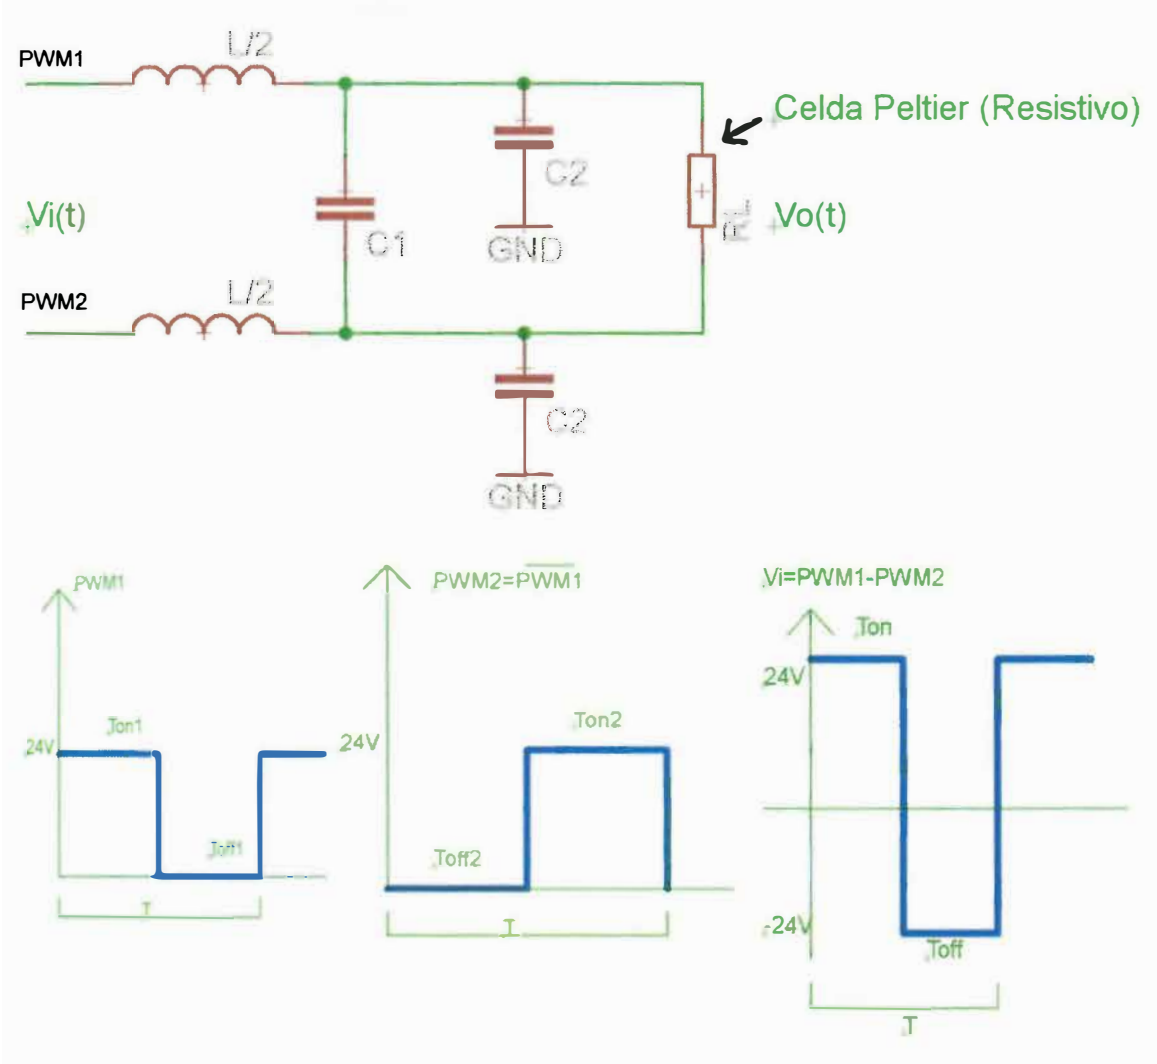 L/2
PWM1
Celda Peltier (Resistivo)
C2
Vi(t)
C1
RL
Vo(t)
GND
L/2
PWM2
C2
GND
PWM1
24V
Ton1
Toff1
T
PWM2=PWM1
24V
Ton2
Toff2
T
Vi=PWM1-PWM2
Ton
24V
-24V
Toff
T